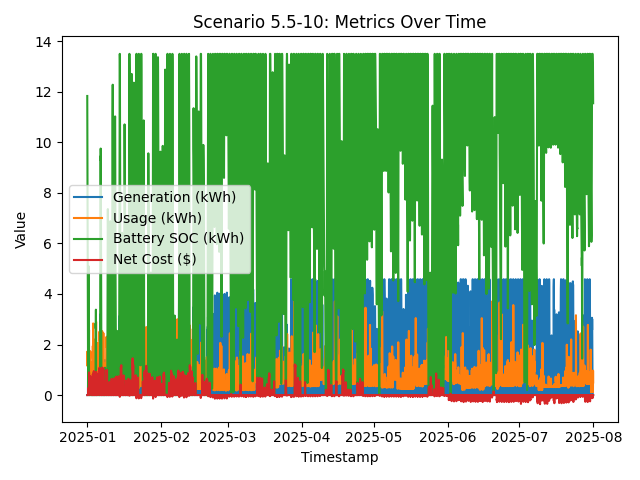 Scenario 5.5-10: Metrics Over Time
14
12
10
8
6
4
2
0
Value
Generation (kWh)
Usage (kWh)
Battery SOC (kWh)
Net Cost ($)
2025-01 2025-02 2025-03 2025-04 2025-05 2025-06 2025-07 2025-08
Timestamp